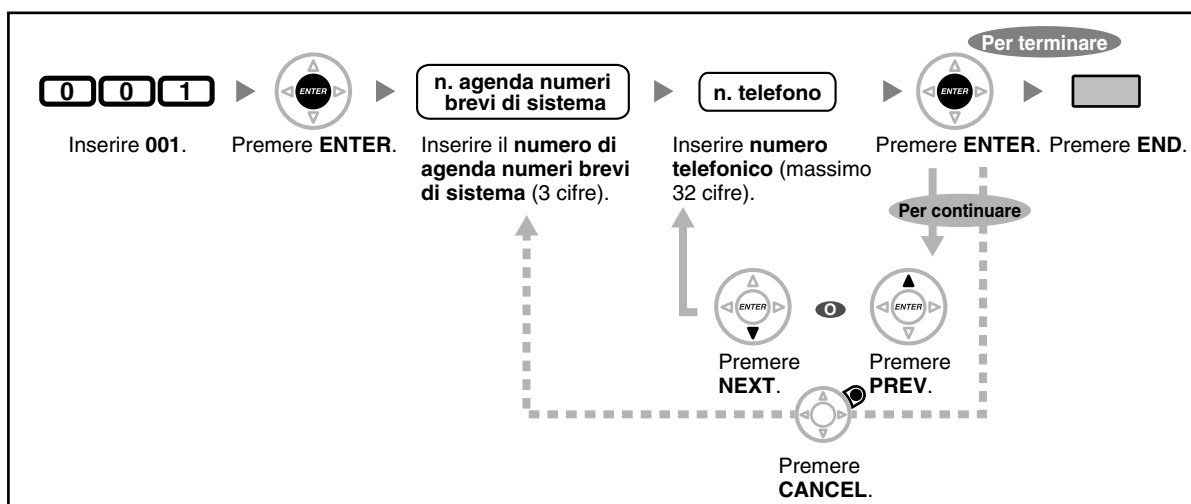 Per terminare
0 0 1
ENTER
n. agenda numeri
brevi di sistema
n. telefono
ENTER
Inserire 001.
Premere ENTER.
Inserire il numero di
agenda numeri brevi
di sistema (3 cifre).
Inserire numero
telefonico (massimo
32 cifre).
Premere ENTER.
Premere END.
Per continuare
ENTER
O
ENTER
Premere
NEXT.
Premere
PREV.
Premere
CANCEL.